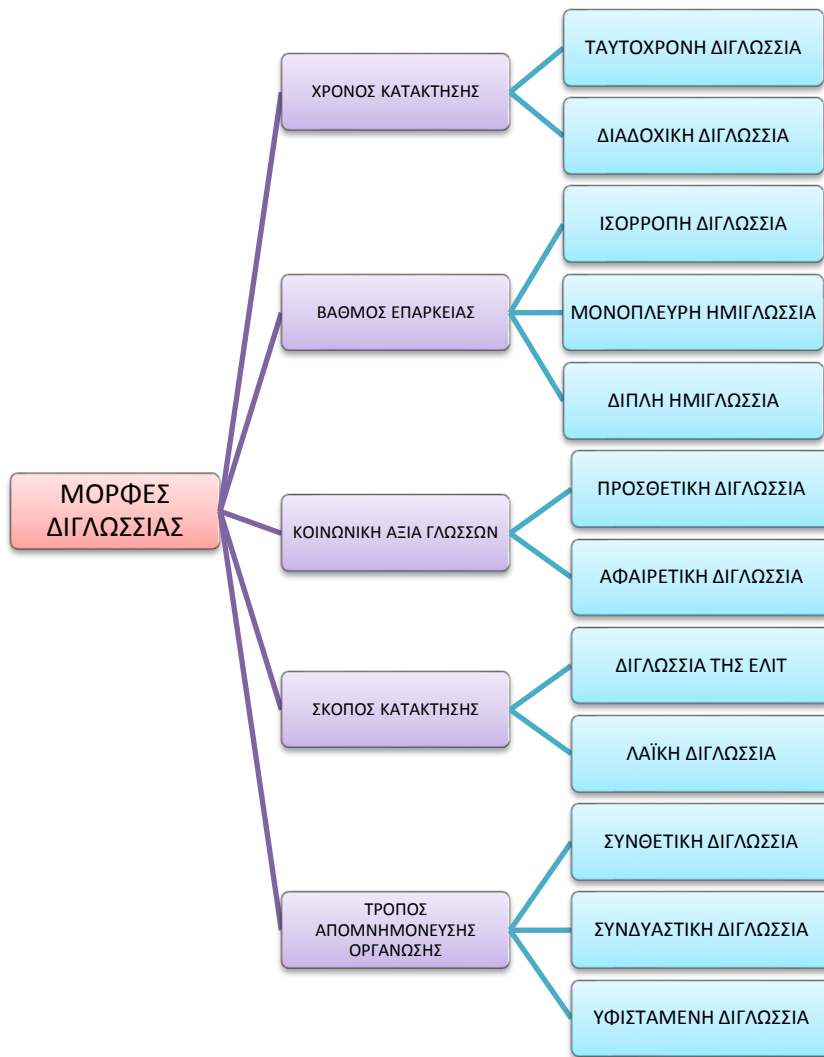 ΜΟΡΦΕΣ
ΔΙΓΛΩΣΣΙΑΣ
ΧΡΟΝΟΣ ΚΑΤΑΚΤΗΣΗΣ
ΤΑΥΤΟΧΡΟΝΗ ΔΙΓΛΩΣΣΙΑ
ΔΙΑΔΟΧΙΚΗ ΔΙΓΛΩΣΣΙΑ
ΒΑΘΜΟΣ ΕΠΑΡΚΕΙΑΣ
ΙΣΟΡΡΟΠΗ ΔΙΓΛΩΣΣΙΑ
ΜΟΝΟΠΛΕΥΡΗ ΗΜΙΓΛΩΣΣΙΑ
ΔΙΠΛΗ ΗΜΙΓΛΩΣΣΙΑ
ΚΟΙΝΩΝΙΚΗ ΑΞΙΑ ΓΛΩΣΣΩΝ
ΠΡΟΣΘΕΤΙΚΗ ΔΙΓΛΩΣΣΙΑ
ΑΦΑΙΡΕΤΙΚΗ ΔΙΓΛΩΣΣΙΑ
ΣΚΟΠΟΣ ΚΑΤΑΚΤΗΣΗΣ
ΔΙΓΛΩΣΣΙΑ ΤΗΣ ΕΛΙΤ
ΛΑΪΚΗ ΔΙΓΛΩΣΣΙΑ
ΤΡΟΠΟΣ
ΑΠΟΜΝΗΜΟΝΕΥΣΗΣ
ΟΡΓΑΝΩΣΗΣ
ΣΥΝΘΕΤΙΚΗ ΔΙΓΛΩΣΣΙΑ
ΣΥΝΔΥΑΣΤΙΚΗ ΔΙΓΛΩΣΣΙΑ
ΥΦΙΣΤΑΜΕΝΗ ΔΙΓΛΩΣΣΙΑ